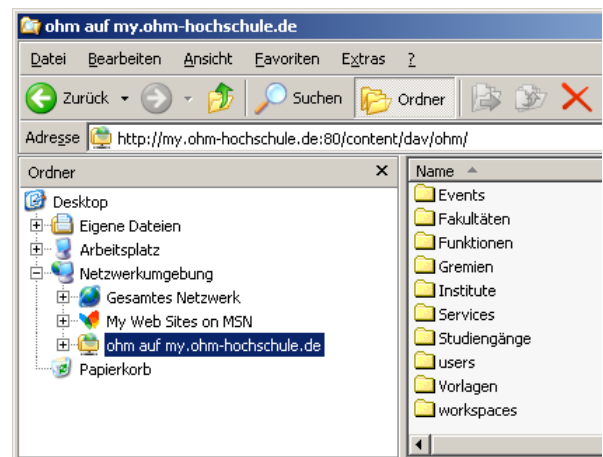 ohm auf my.ohm-hochschule.de
Datei Bearbeiten Ansicht Favoriten Extras ?
Zurück Suchen Ordner
Adresse http://my.ohm-hochschule.de:80/content/dav/ohm/
Ordner
Desktop
Eigene Dateien
Arbeitsplatz
Netzwerkumgebung
Gesamtes Netzwerk
My Web Sites on MSN
ohm auf my.ohm-hochschule.de
Papierkorb
Name
Events
Fakultäten
Funktionen
Gremien
Institute
Services
Studiengänge
users
Vorlagen
workspaces